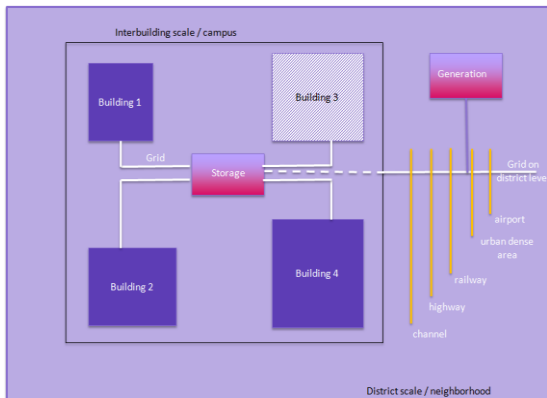 Interbuilding scale / campus
Building 1
Building 3
Generation
Grid
Storage
Grid on
district level
airport
urban dense
area
Building 2
Building 4
railway
highway
channel
District scale / neighborhood